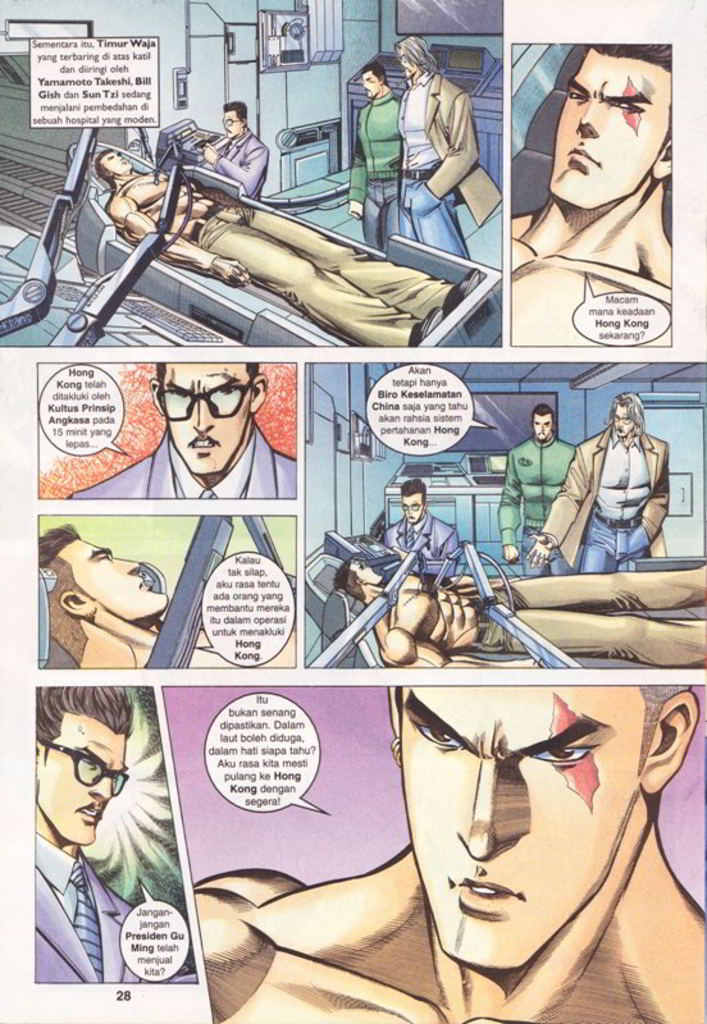 Sementara itu, Timur Waja
yang terbaring di atas katil
dan diiringi oleh
Yamamoto Takeshi, Bill
Gish dan Sun Tzi sedang
menjalani pembedahan di
sebuah hospital yang moden.
Macam
mana keadaan
Hong Kong
sekarang?
Hong
Kong telah
ditakluki oleh
Kultus Prinsip
Angkasa pada
15 minit yang
lepas...
Akan
tetapi hanya
Biro Keselamatan
China saja yang tahu
akan rahsia sistem
pertahanan Hong
Kong...
Kalau
tak silap,
aku rasa tentu
ada orang yang
membantu mereka
itu dalam operasi
untuk menakluki
Hong
Kong.
Jangan-
jangan
Presiden Gu
Ming telah
menjual
kita?
Itu
bukan senang
dipastikan. Dalam
laut boleh diduga,
dalam hati siapa tahu?
Aku rasa kita mesti
pulang ke Hong
Kong dengan
segera!
28